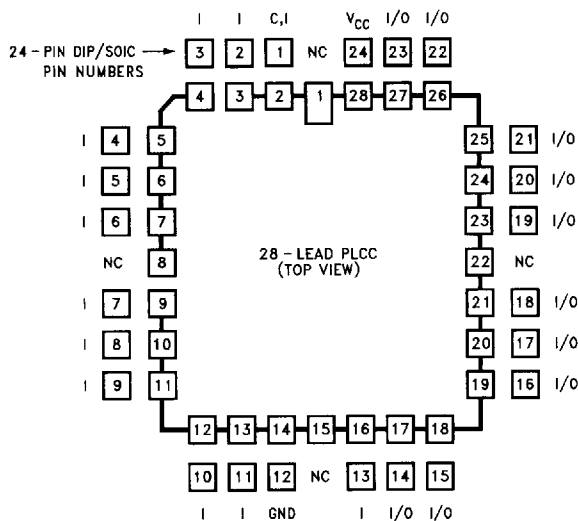 I I C,I VCC I/O I/O
24-PIN DIP/SOIC PIN NUMBERS
3 2 1 NC 24 23 22
4 3 2 1 28 27 26
I 4 5 25 21 I/O
I 5 6 24 20 I/O
I 6 7 23 19 I/O
NC 8 22 NC
28-LEAD PLCC
(TOP VIEW)
I 7 9 21 18 I/O
I 8 10 20 17 I/O
I 9 11 19 16 I/O
12 13 14 15 16 17 18
10 11 12 NC 13 14 15
I I GND I I/O I/O